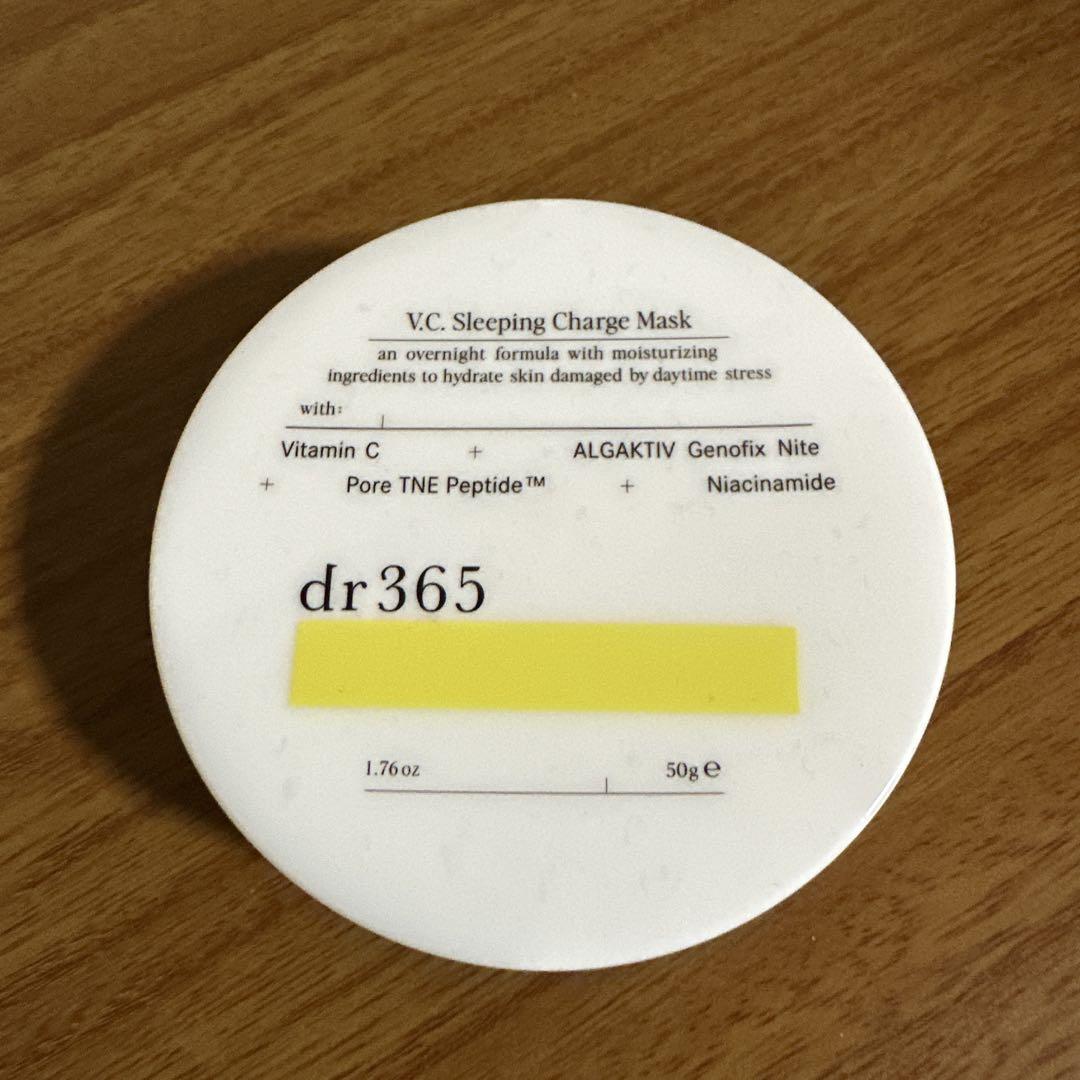 V.C. Sleeping Charge Mask
an overnight formula with moisturizing
ingredients to hydrate skin damaged by daytime stress
with:
Vitamin C + ALGAKTIV Genofix Nite
+ Pore TNE Peptide™ + Niacinamide
dr365
1.76 oz 50g ℮